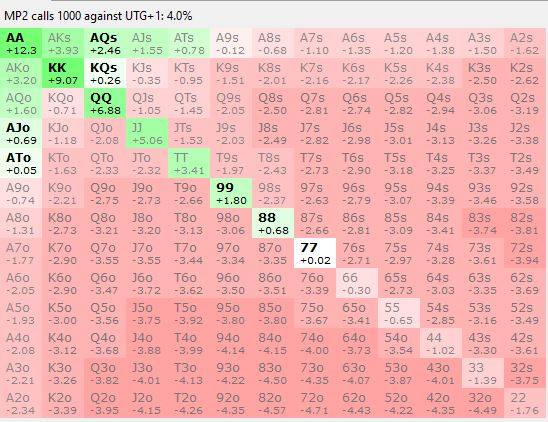 MP2 calls 1000 against UTG+1: 4.0%
AA AKs AQs AJs ATs A9s A8s A7s A6s A5s A4s A3s A2s
+12.3 +3.93 +2.46 +1.55 +0.78 -0.12 -0.68 -1.10 -1.35 -1.20 -1.38 -1.50 -1.62
AKo KK KQs KJs KTs K9s K8s K7s K6s K5s K4s K3s K2s
+3.20 +9.07 +0.26 -0.35 -0.95 -1.51 -2.01 -2.16 -2.17 -2.26 -2.38 -2.50 -2.62
AQo KQo QQ QJs QTs Q9s Q8s Q7s Q6s Q5s Q4s Q3s Q2s
+1.60 -0.71 +6.88 -1.05 -1.45 -2.05 -2.50 -2.81 -2.74 -2.82 -2.94 -3.06 -3.19
AJo KJo QJo JJ JTs J9s J8s J7s J6s J5s J4s J3s J2s
+0.69 -1.18 -2.08 +5.06 -1.53 -2.03 -2.49 -2.82 -2.98 -3.01 -3.13 -3.26 -3.38
ATo KTo QTo JTo TT T9s T8s T7s T6s T5s T4s T3s T2s
+0.05 -1.63 -2.33 -2.32 +3.41 -1.97 -2.43 -2.73 -2.90 -3.18 -3.25 -3.37 -3.49
A9o K9o Q9o J9o T9o 99 98s 97s 96s 95s 94s 93s 92s
-0.74 -2.21 -2.75 -2.73 -2.66 +1.80 -2.37 -2.63 -2.79 -3.07 -3.39 -3.46 -3.58
A8o K8o Q8o J8o T8o 98o 88 87s 86s 85s 84s 83s 82s
-1.31 -2.73 -3.21 -3.20 -3.13 -3.06 +0.68 -2.66 -2.81 -3.09 -3.41 -3.74 -3.81
A7o K7o Q7o J7o T7o 97o 87o 77 76s 75s 74s 73s 72s
-1.77 -2.90 -3.55 -3.55 -3.44 -3.34 -3.35 +0.02 -2.71 -2.97 -3.28 -3.61 -3.94
A6o K6o Q6o J6o T6o 96o 86o 76o 66 65s 64s 63s 62s
-2.05 -2.90 -3.47 -3.72 -3.62 -3.50 -3.51 -3.39 -0.30 -2.73 -3.03 -3.35 -3.69
A5o K5o Q5o J5o T5o 95o 85o 75o 65o 55 54s 53s 52s
-1.93 -3.00 -3.56 -3.75 -3.92 -3.80 -3.80 -3.67 -3.41 -0.65 -2.85 -3.16 -3.49
A4o K4o Q4o J4o T4o 94o 84o 74o 64o 54o 44 43s 42s
-2.08 -3.12 -3.68 -3.88 -3.99 -4.14 -4.15 -4.00 -3.73 -3.54 -1.02 -3.30 -3.61
A3o K3o Q3o J3o T3o 93o 83o 73o 63o 53o 43o 33 32s
-2.21 -3.26 -3.82 -4.01 -4.13 -4.22 -4.50 -4.35 -4.07 -3.87 -4.01 -1.39 -3.75
A2o K2o Q2o J2o T2o 92o 82o 72o 62o 52o 42o 32o 22
-2.34 -3.39 -3.95 -4.15 -4.26 -4.35 -4.57 -4.71 -4.43 -4.22 -4.35 -4.49 -1.76